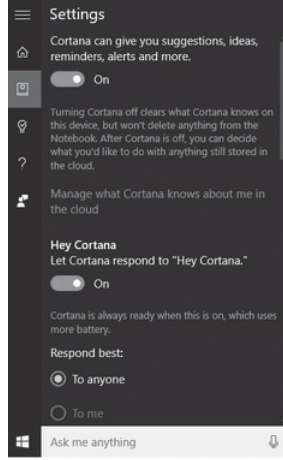 Settings
Cortana can give you suggestions, ideas,
reminders, alerts and more.
On
Turning Cortana off clears what Cortana knows on
this device, but won't delete anything from the
Notebook. After Cortana is off, you can decide
what you'd like to do with anything still stored in
the cloud.
Manage what Cortana knows about me in
the cloud
Hey Cortana
Let Cortana respond to "Hey Cortana."
On
Cortana is always ready when this is on, which uses
more battery.
Respond best:
To anyone
To me
Ask me anything